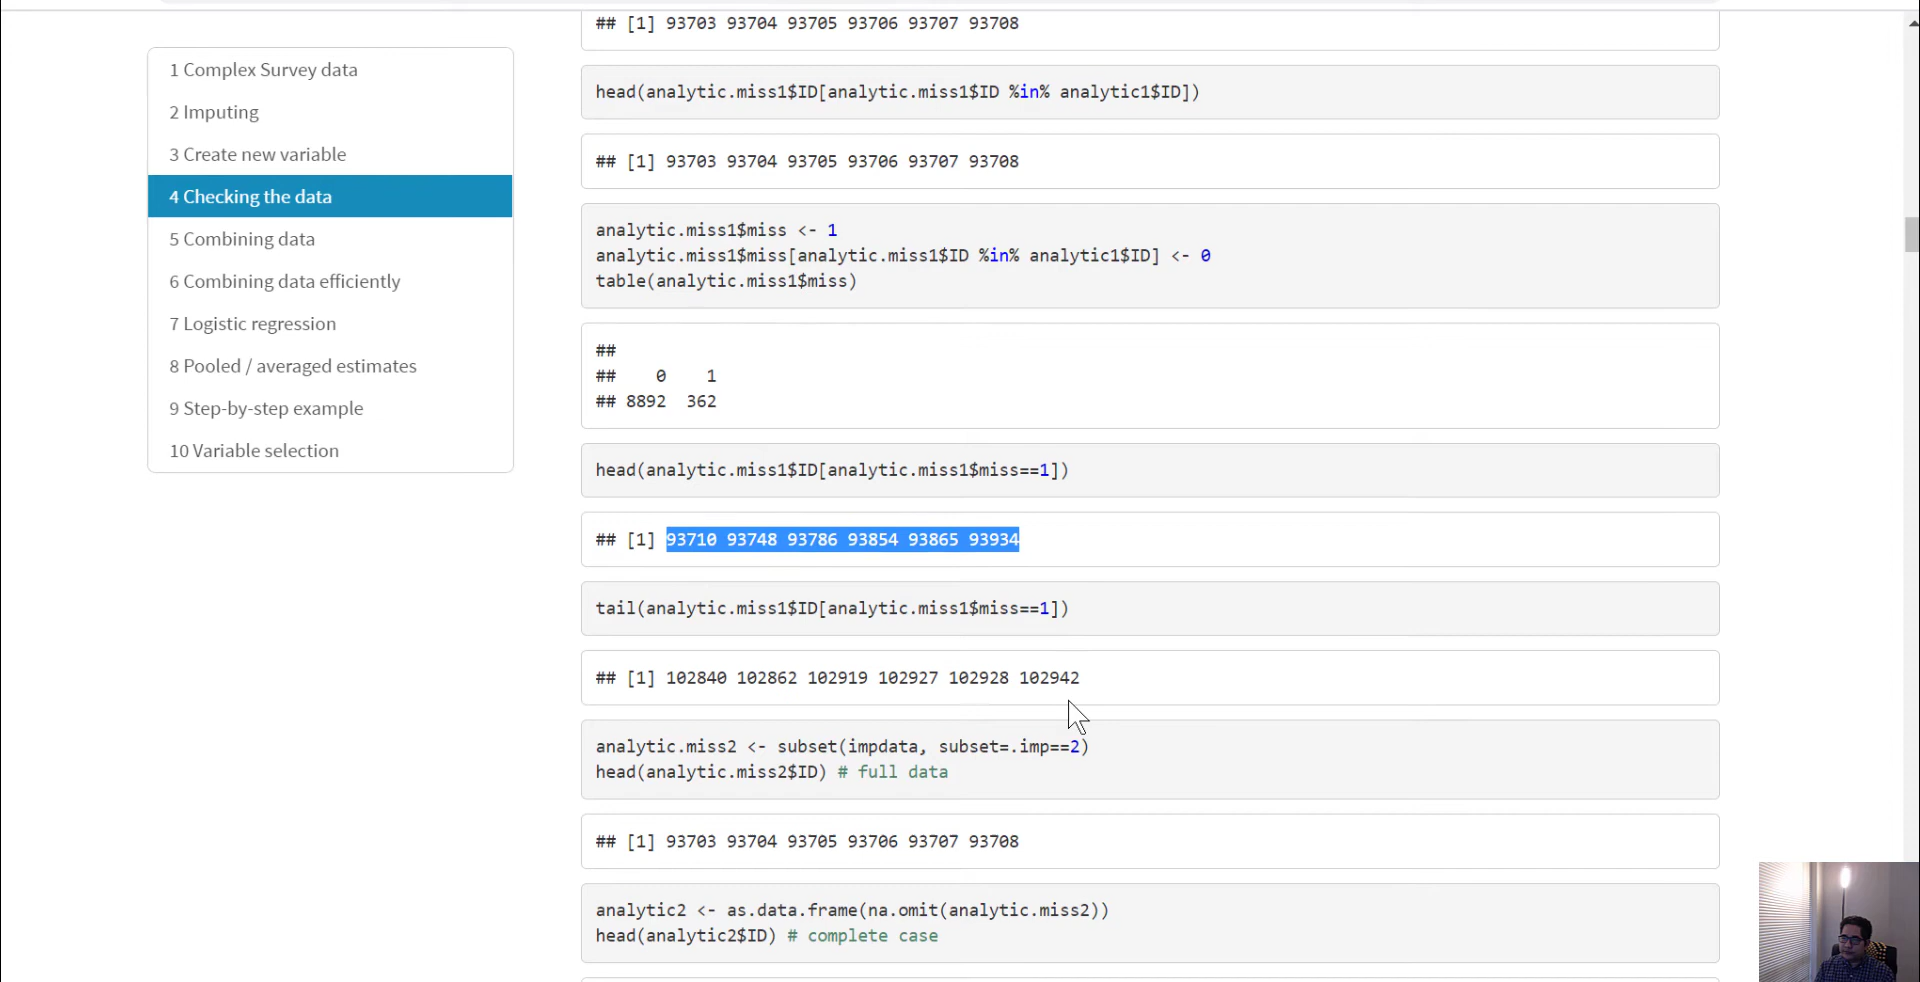 1 Complex Survey data
2 Imputing
3 Create new variable
4 Checking the data
5 Combining data
6 Combining data efficiently
7 Logistic regression
8 Pooled / averaged estimates
9 Step-by-step example
10 Variable selection
## [1] 93703 93704 93705 93706 93707 93708
head(analytic.miss1$ID[analytic.miss1$ID %in% analytic1$ID])
## [1] 93703 93704 93705 93706 93707 93708
analytic.miss1$miss <- 1
analytic.miss1$miss[analytic.miss1$ID %in% analytic1$ID] <- 0
table(analytic.miss1$miss)
##
##    0    1
## 8892  362
head(analytic.miss1$ID[analytic.miss1$miss==1])
## [1] 93710 93748 93786 93854 93865 93934
tail(analytic.miss1$ID[analytic.miss1$miss==1])
## [1] 102840 102862 102919 102927 102928 102942
analytic.miss2 <- subset(impdata, subset=.imp==2)
head(analytic.miss2$ID) # full data
## [1] 93703 93704 93705 93706 93707 93708
analytic2 <- as.data.frame(na.omit(analytic.miss2))
head(analytic2$ID) # complete case